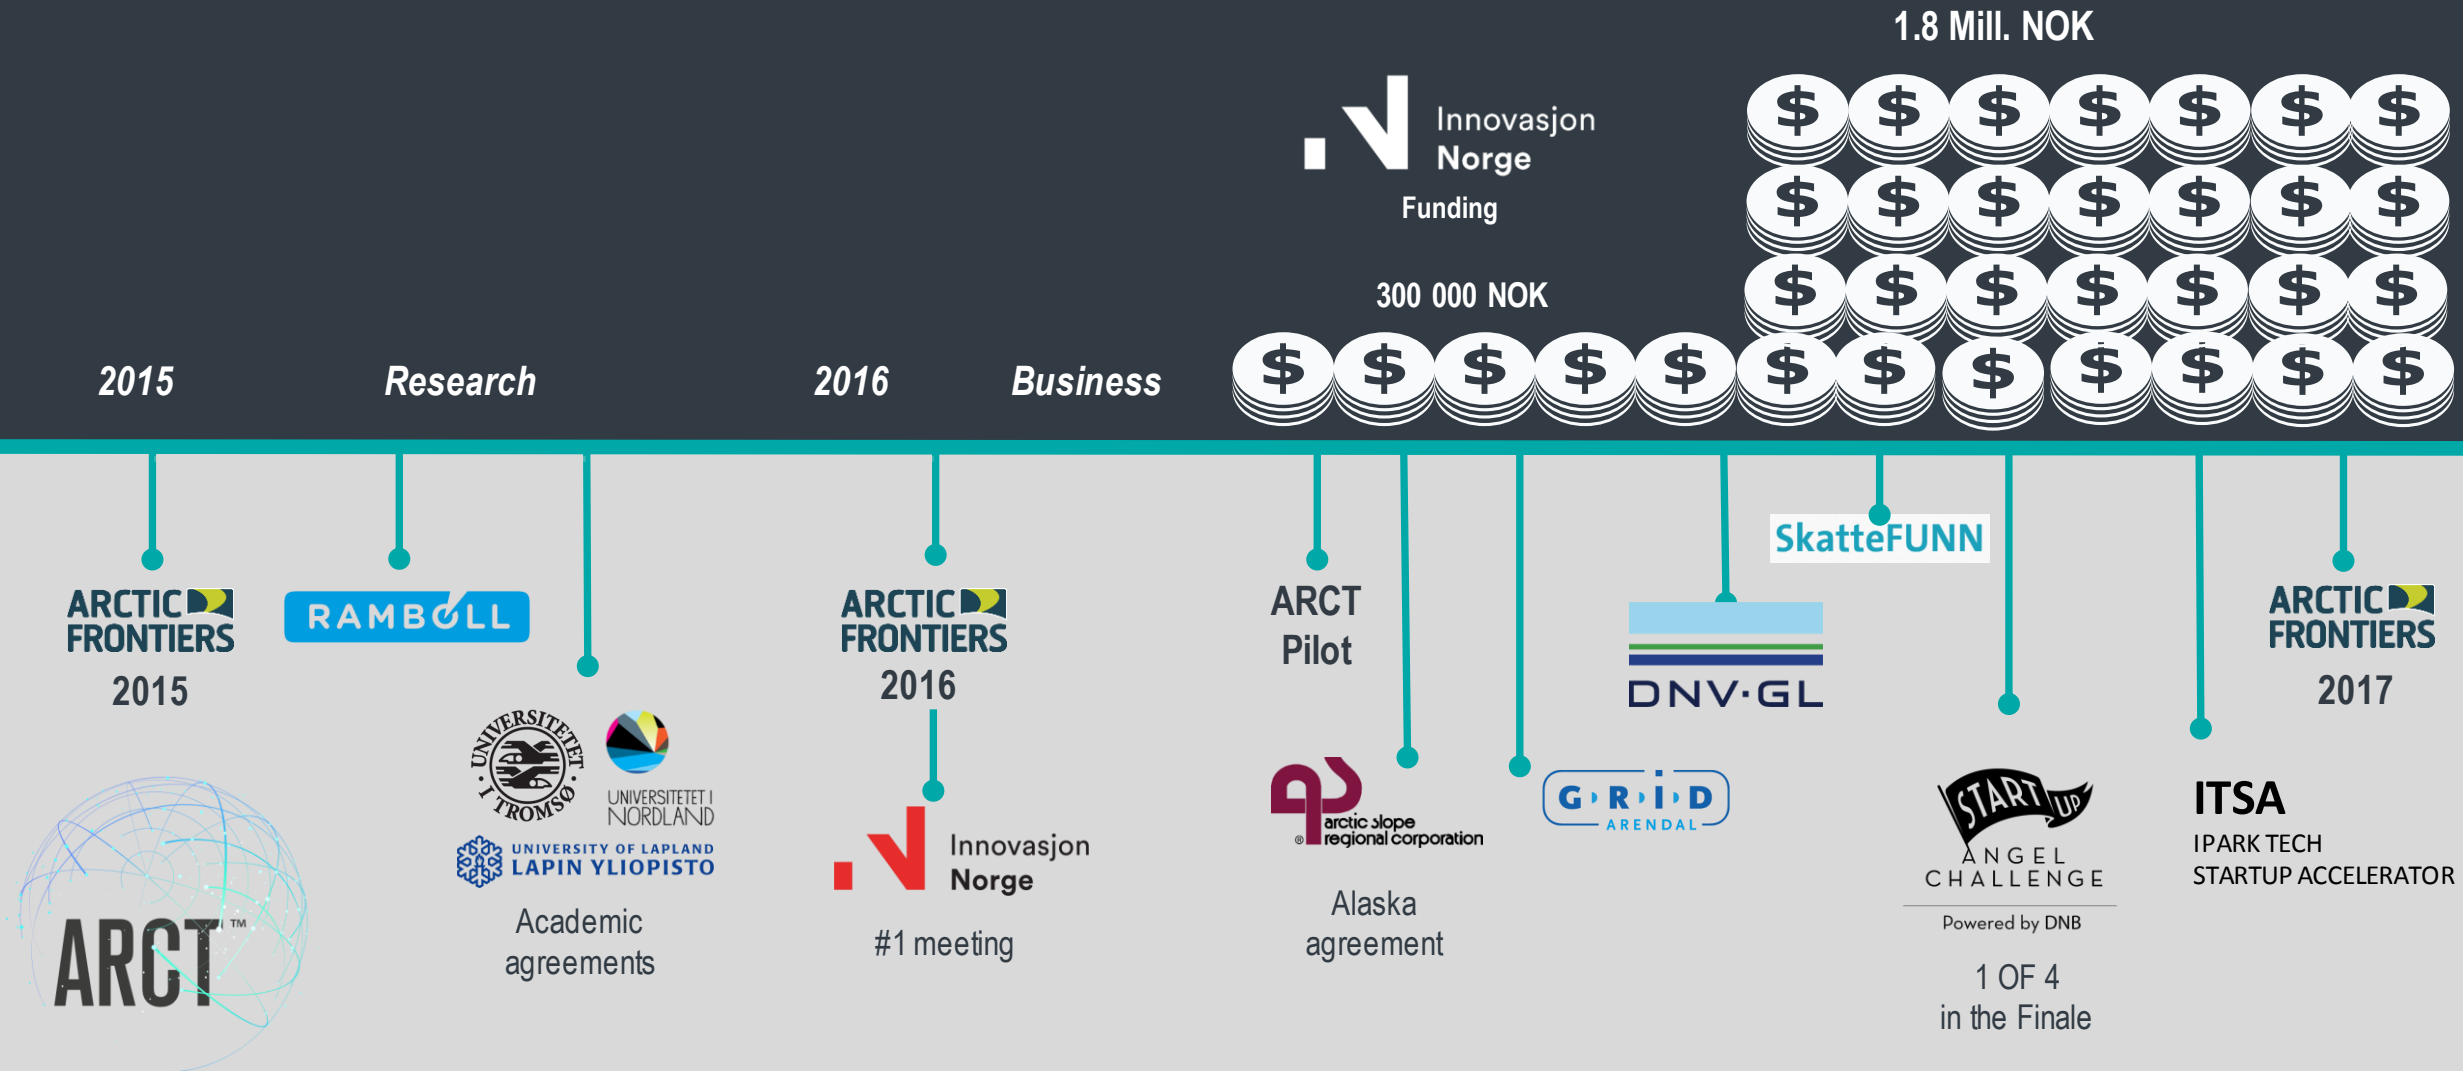 1.8 Mill. NOK
Innovasjon
Norge
Funding
300 000 NOK
$ $ $ $ $ $ $
$ $ $ $ $ $ $
$ $ $ $ $ $ $
$ $ $ $ $ $ $ $ $ $ $ $
2015
Research
2016
Business
ARCTIC
FRONTIERS
2015
ARCT™
RAMBOLL
UNIVERSITETET I TROMSØ
UNIVERSITETET I
NORDLAND
UNIVERSITY OF LAPLAND
LAPIN YLIOPISTO
Academic
agreements
ARCTIC
FRONTIERS
2016
Innovasjon
Norge
#1 meeting
ARCT
Pilot
arctic slope
® regional corporation
Alaska
agreement
GRID
ARENDAL
DNV·GL
SkatteFUNN
START UP
ANGEL
CHALLENGE
Powered by DNB
1 OF 4
in the Finale
ITSA
IPARK TECH
STARTUP ACCELERATOR
ARCTIC
FRONTIERS
2017